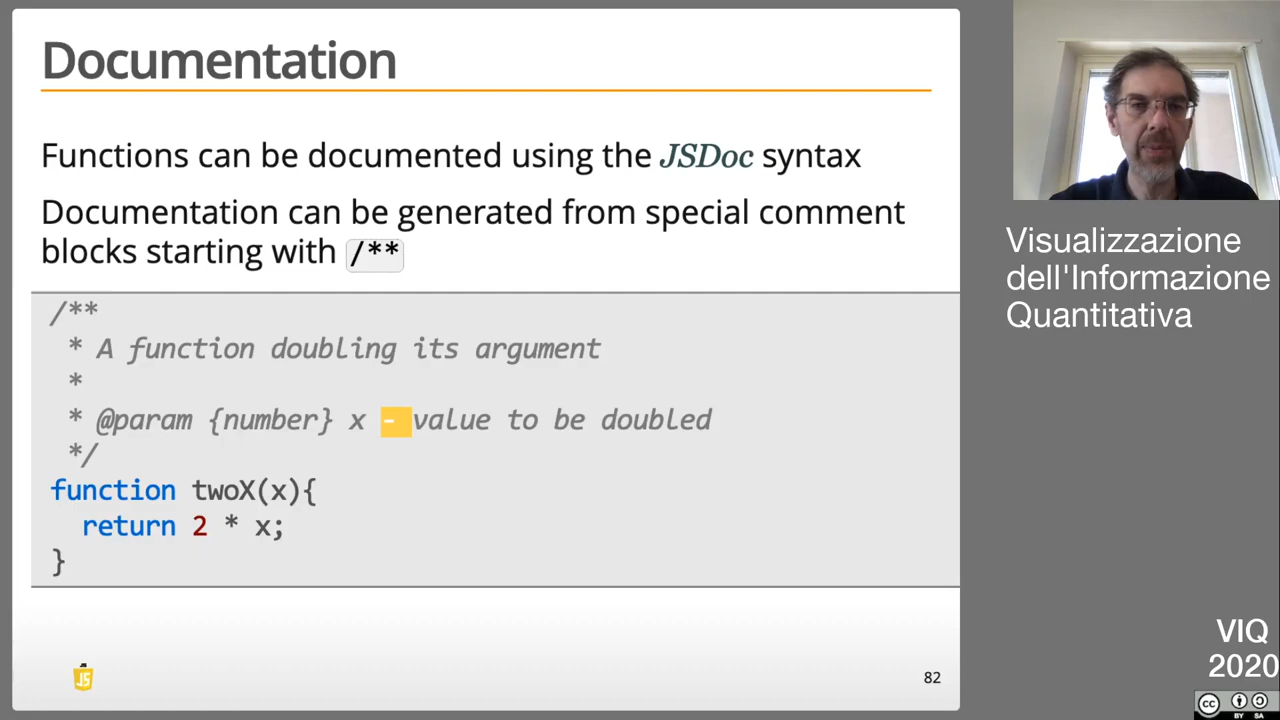 Documentation
Functions can be documented using the JSDoc syntax
Documentation can be generated from special comment
blocks starting with /**
/**
 * A function doubling its argument
 *
 * @param {number} x - value to be doubled
 */
function twoX(x){
  return 2 * x;
}
JS
82
Visualizzazione
dell'Informazione
Quantitativa
VIQ
2020
cc
BY SA